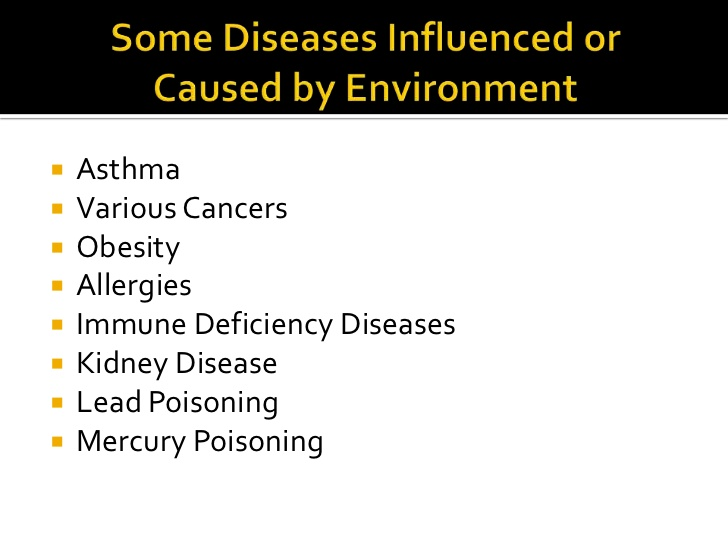 Some Diseases Influenced or
Caused by Environment
Asthma
Various Cancers
Obesity
Allergies
Immune Deficiency Diseases
Kidney Disease
Lead Poisoning
Mercury Poisoning